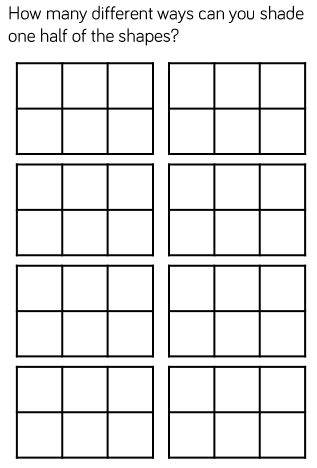 How many different ways can you shade
one half of the shapes?